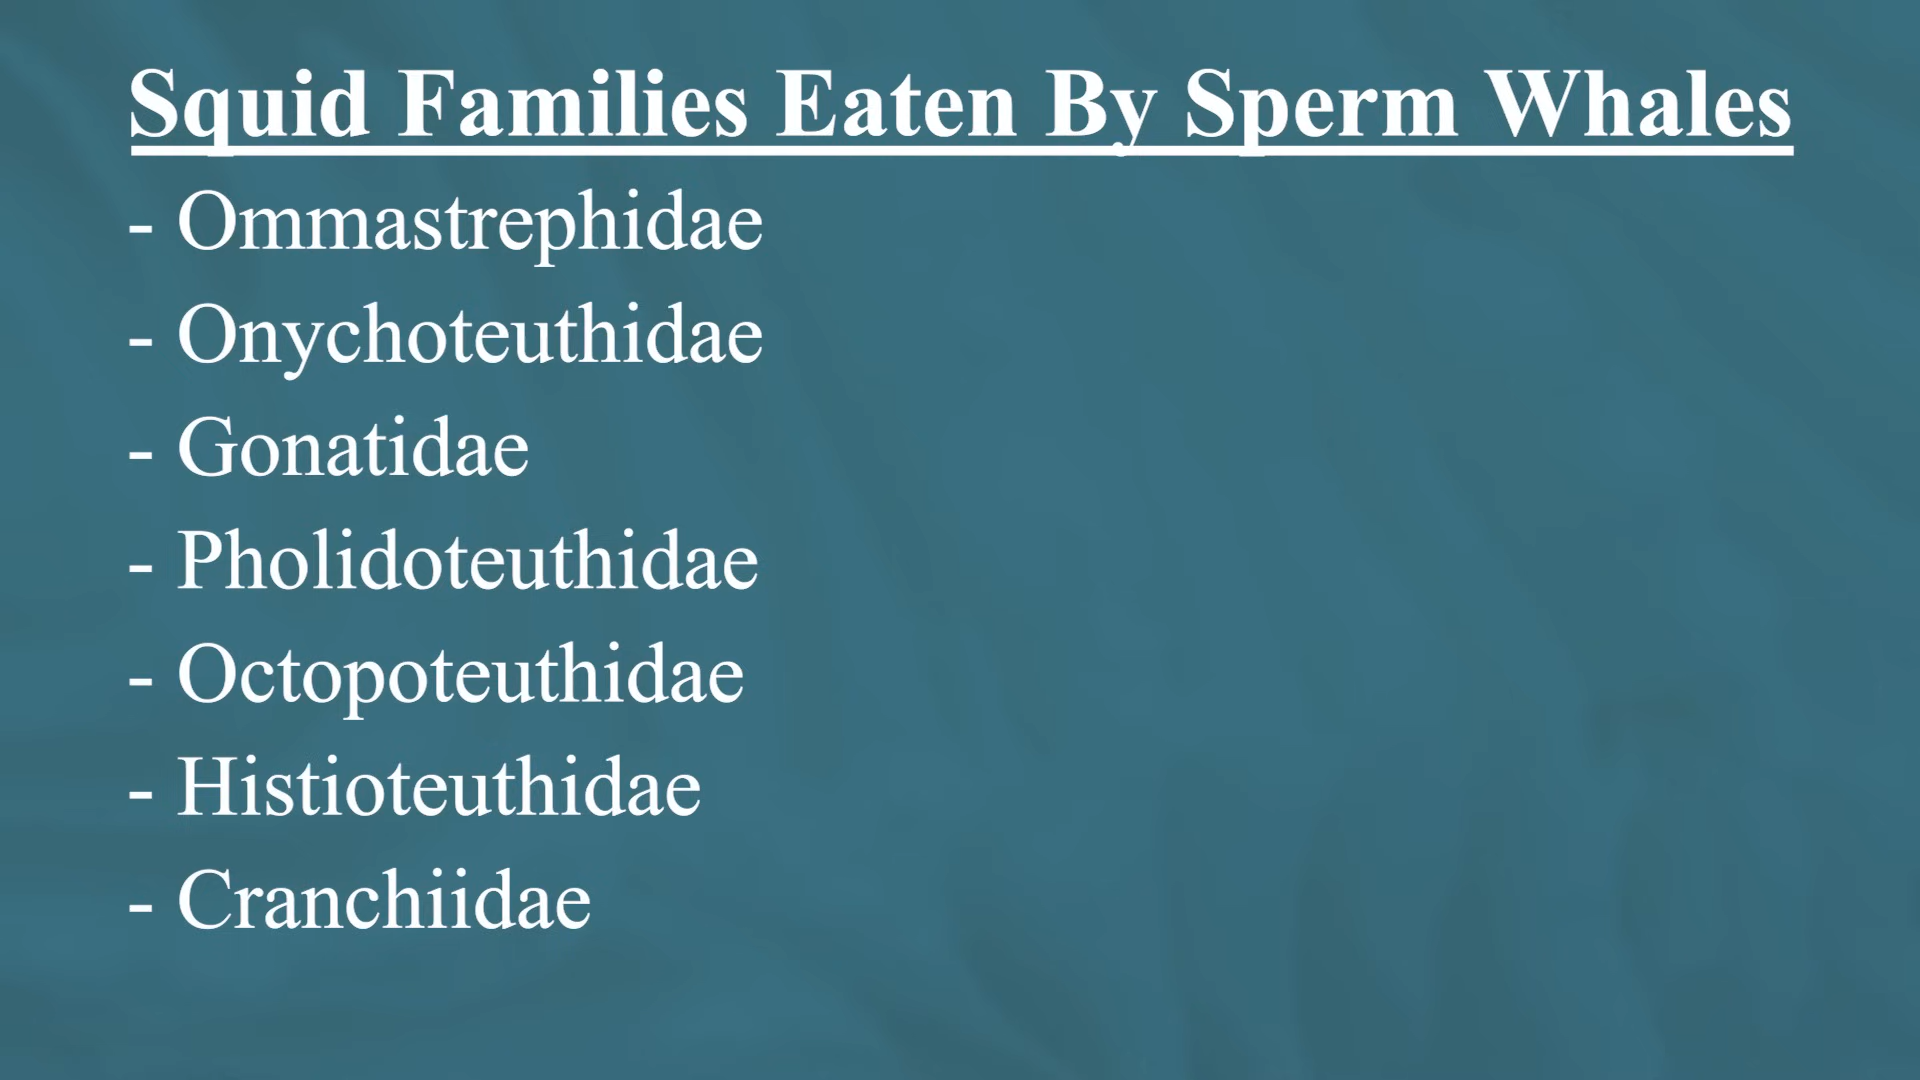 Squid Families Eaten By Sperm Whales
- Ommastrephidae
- Onychoteuthidae
- Gonatidae
- Pholidoteuthidae
- Octopoteuthidae
- Histioteuthidae
- Cranchiidae